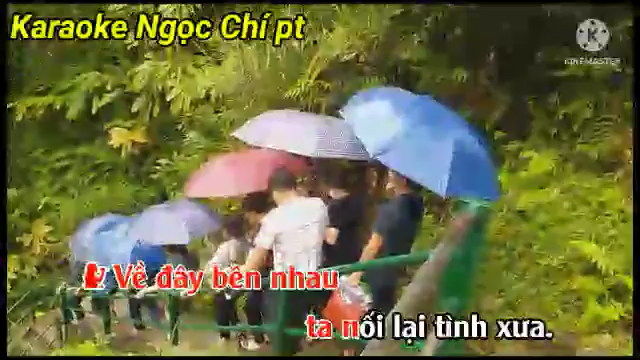 Karaoke Ngọc Chí pt
KINEMASTER
Về đây bên nhau
ta nối lại tình xưa.